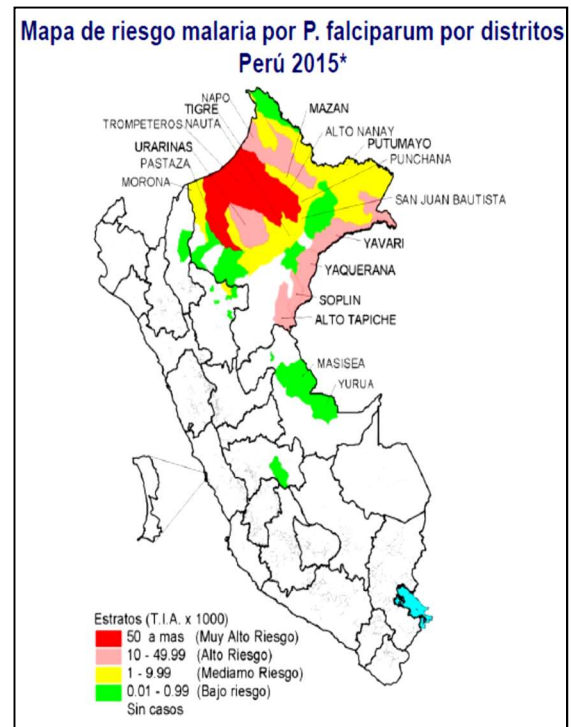 Mapa de riesgo malaria por P. falciparum por distritos
Perú 2015*
NAPO
TIGRE
MAZAN
TROMPETEROS NAUTA
ALTO NANAY
URARINAS
PUTUMAYO
PASTAZA
PUNCHANA
MORONA
SAN JUAN BAUTISTA
YAVARI
YAQUERANA
SOPLIN
ALTO TAPICHE
MASISEA
YURUA
Estratos (T.I.A. x 1000)
50 a mas (Muy Alto Riesgo)
10 - 49.99 (Alto Riesgo)
1 - 9.99 (Mediamo Riesgo)
0.01 - 0.99 (Bajo riesgo)
Sin casos